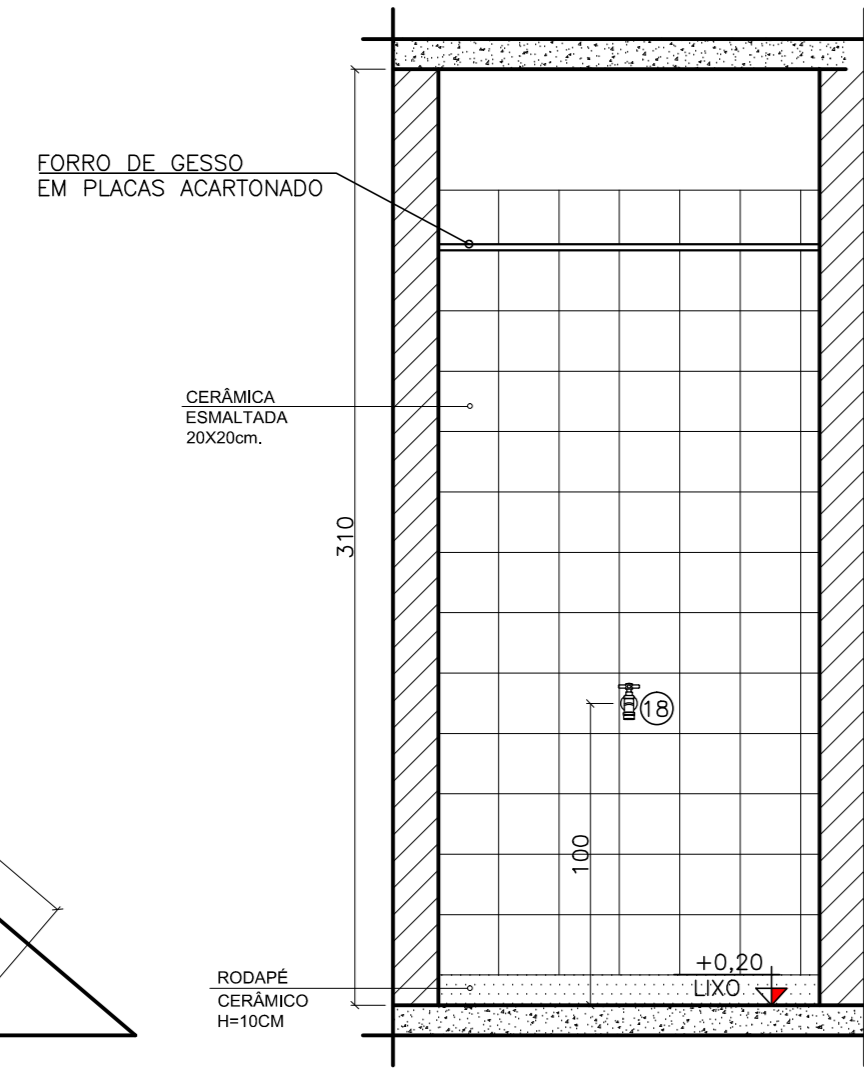 FORRO DE GESSO
EM PLACAS ACARTONADO
CERÂMICA
ESMALTADA
20X20cm.
310
18
100
+0,20
LIXO
RODAPÉ
CERÂMICO
H=10CM